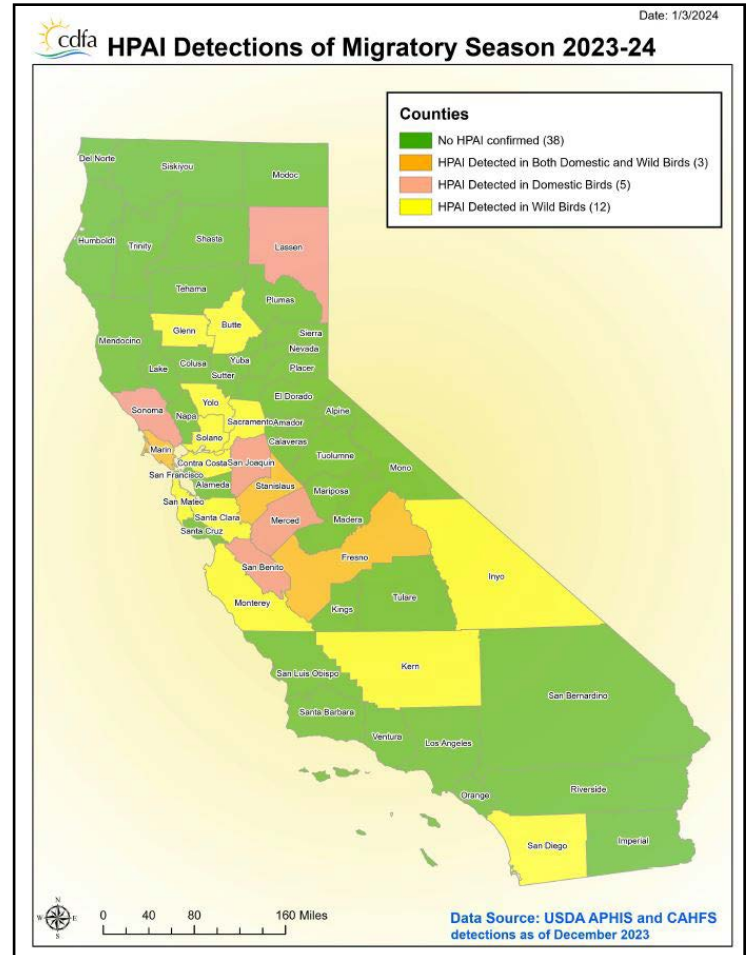 Date: 1/3/2024
cdfa HPAI Detections of Migratory Season 2023-24
Counties
No HPAI confirmed (38)
HPAI Detected in Both Domestic and Wild Birds (3)
HPAI Detected in Domestic Birds (5)
HPAI Detected in Wild Birds (12)
Del Norte
Siskiyou
Modoc
Humboldt
Trinity
Shasta
Lassen
Tehama
Plumas
Mendocino
Glenn
Butte
Sierra
Nevada
Lake
Colusa
Yuba
Sutter
Placer
El Dorado
Sonoma
Napa
Yolo
Sacramento
Amador
Alpine
Marin
Solano
Calaveras
Contra Costa
San Joaquin
Tuolumne
Mono
San Francisco
Alameda
Stanislaus
Mariposa
San Mateo
Santa Clara
Merced
Madera
Santa Cruz
San Benito
Fresno
Inyo
Monterey
Kings
Tulare
San Luis Obispo
Kern
San Bernardino
Santa Barbara
Ventura
Los Angeles
Orange
Riverside
San Diego
Imperial
N
W E
S
0 40 80 160 Miles
Data Source: USDA APHIS and CAHFS
detections as of December 2023